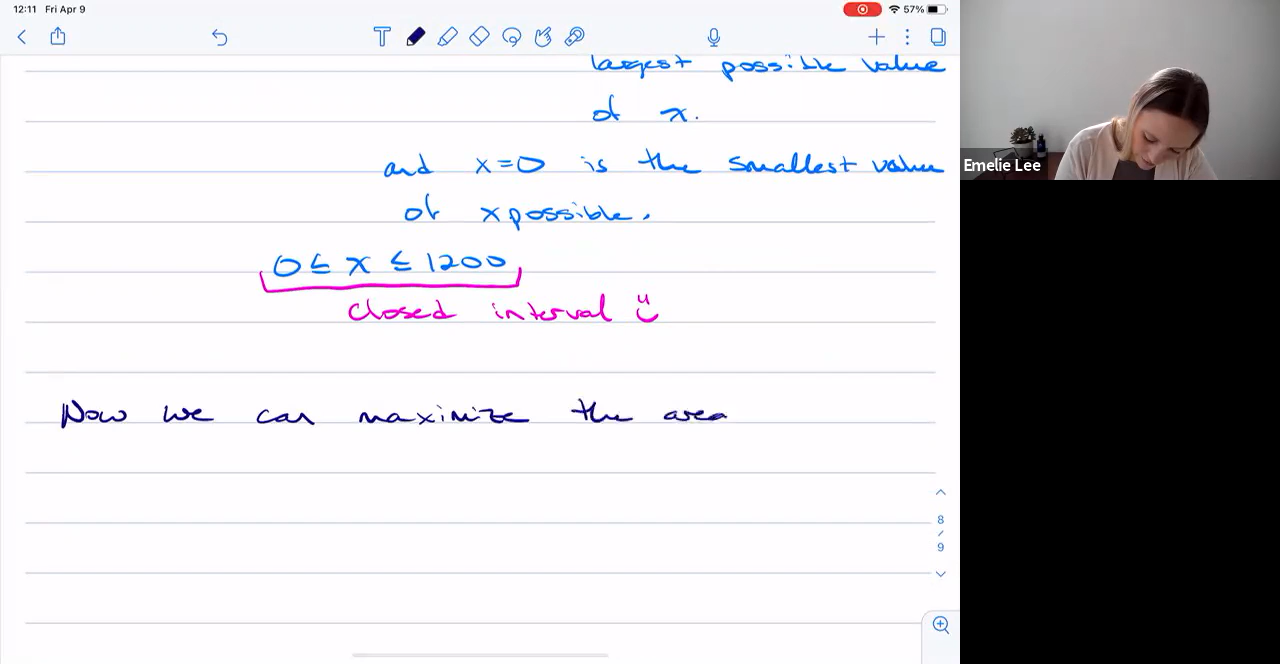 12:11 Fri Apr 9
57%
largest possible value
of x.
and x=0 is the smallest value
of x possible.
0 ≤ x ≤ 1200
closed interval
Now we can maximize the area
8
/
9
Emelie Lee